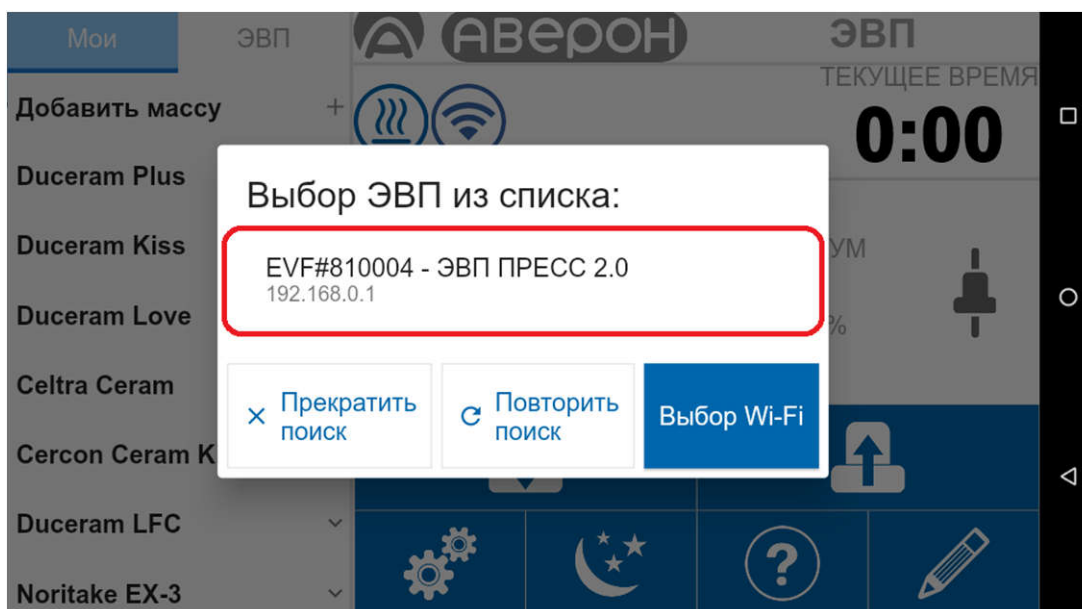 Мои ЭВП АВЕРОН ЭВП
ТЕКУЩЕЕ ВРЕМЯ
Добавить массу +
0:00
Duceram Plus
Выбор ЭВП из списка:
Duceram Kiss
EVF#810004 - ЭВП ПРЕСС 2.0
192.168.0.1
Duceram Love
%
Celtra Ceram
Прекратить поиск
Повторить поиск
Выбор Wi-Fi
Cercon Ceram K
Duceram LFC
?
Noritake EX-3